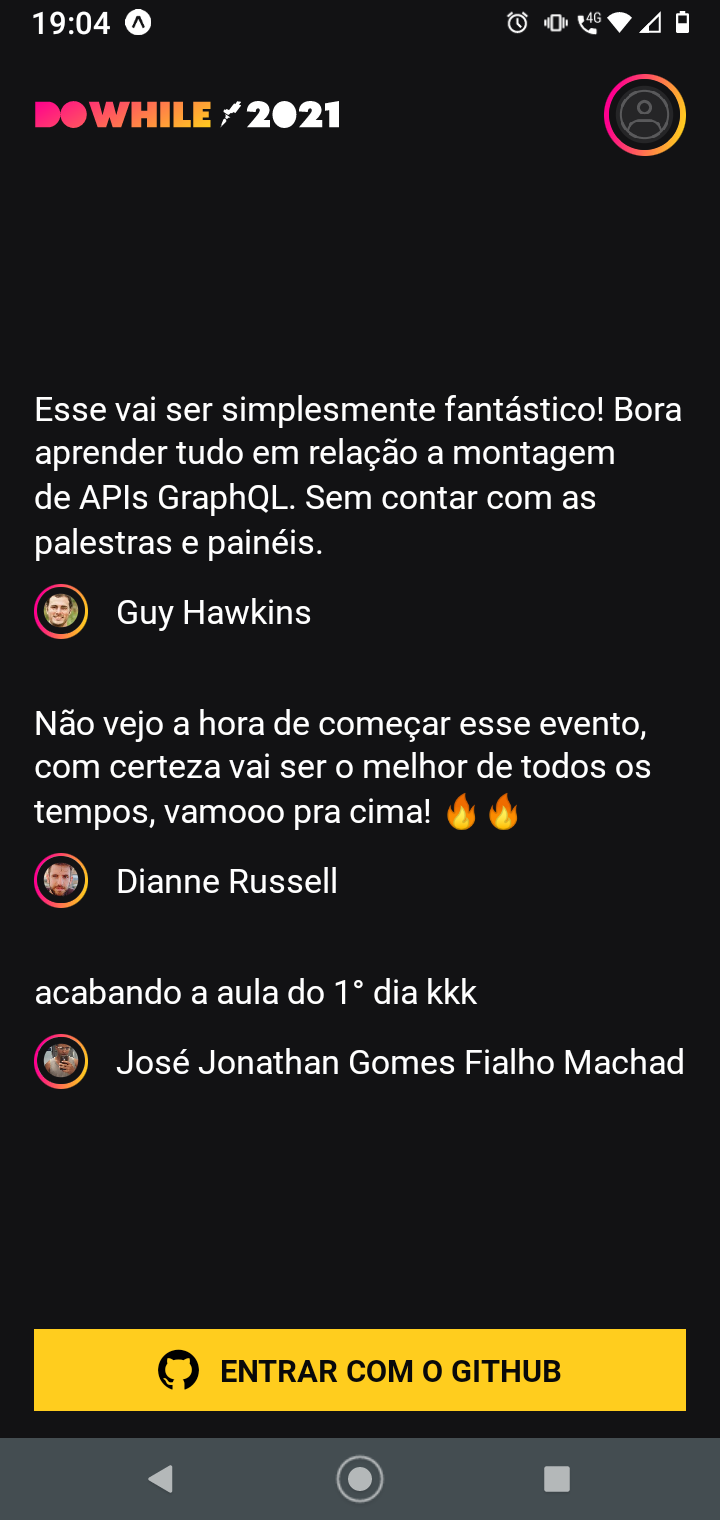 19:04
4G
DOWHILE 2021
Esse vai ser simplesmente fantástico! Bora
aprender tudo em relação a montagem
de APIs GraphQL. Sem contar com as
palestras e painéis.
Guy Hawkins
Não vejo a hora de começar esse evento,
com certeza vai ser o melhor de todos os
tempos, vamooo pra cima! 🔥🔥
Dianne Russell
acabando a aula do 1° dia kkk
José Jonathan Gomes Fialho Machad
ENTRAR COM O GITHUB